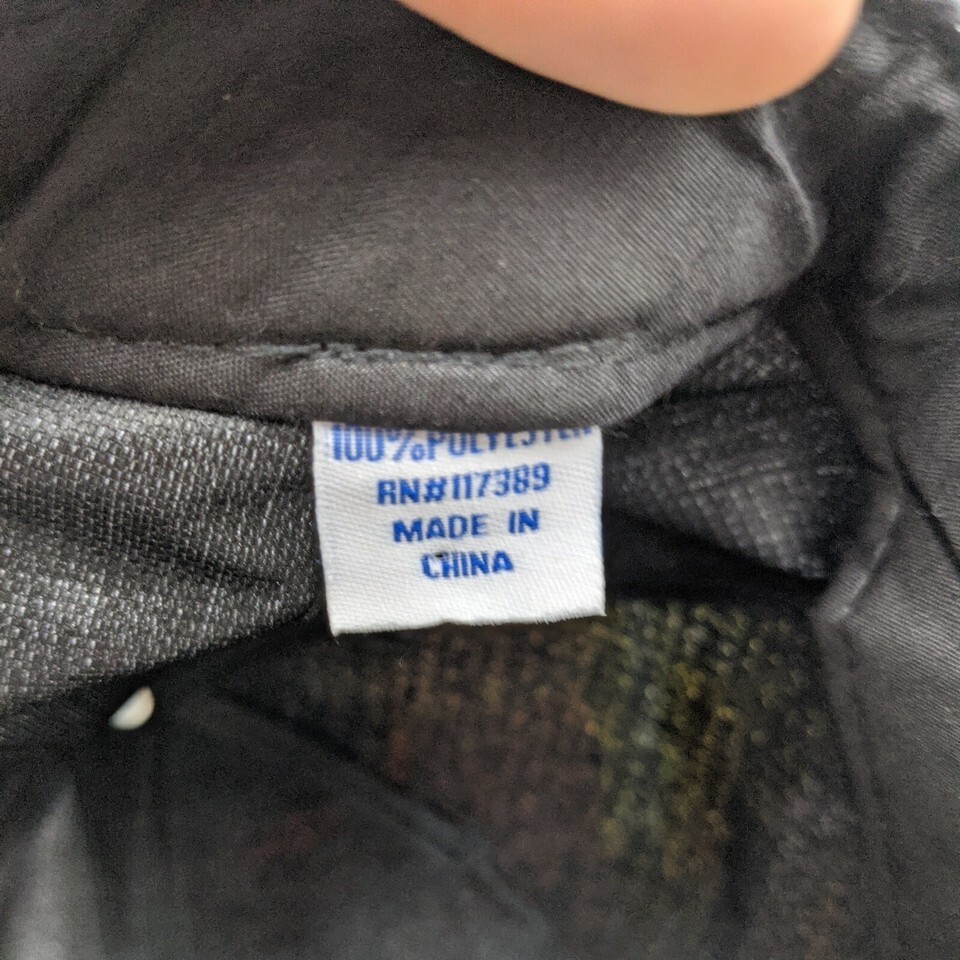 100%POLYESTER
RN#117389
MADE IN
CHINA